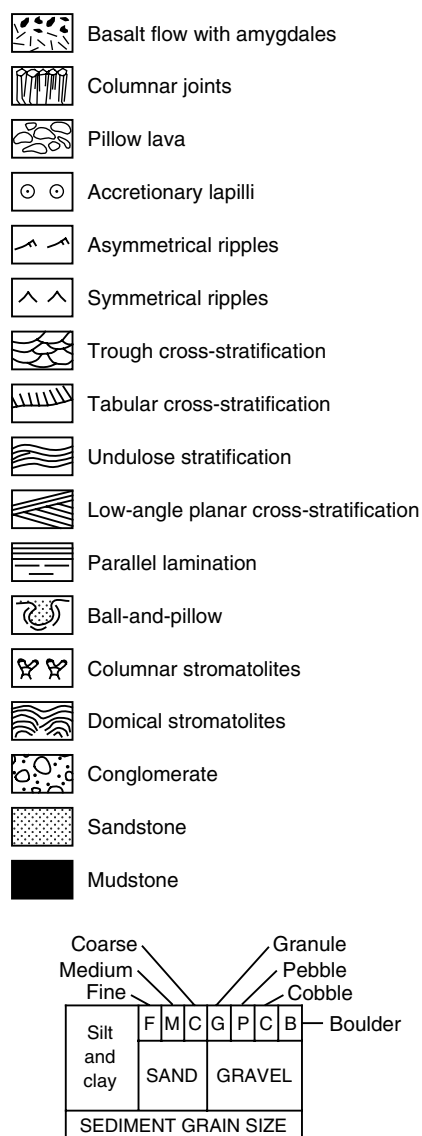 Basalt flow with amygdales
Columnar joints
Pillow lava
Accretionary lapilli
Asymmetrical ripples
Symmetrical ripples
Trough cross-stratification
Tabular cross-stratification
Undulose stratification
Low-angle planar cross-stratification
Parallel lamination
Ball-and-pillow
Columnar stromatolites
Domical stromatolites
Conglomerate
Sandstone
Mudstone
Coarse Granule
Medium Pebble
Fine Cobble
F M C G P C B Boulder
Silt
and
clay
SAND GRAVEL
SEDIMENT GRAIN SIZE